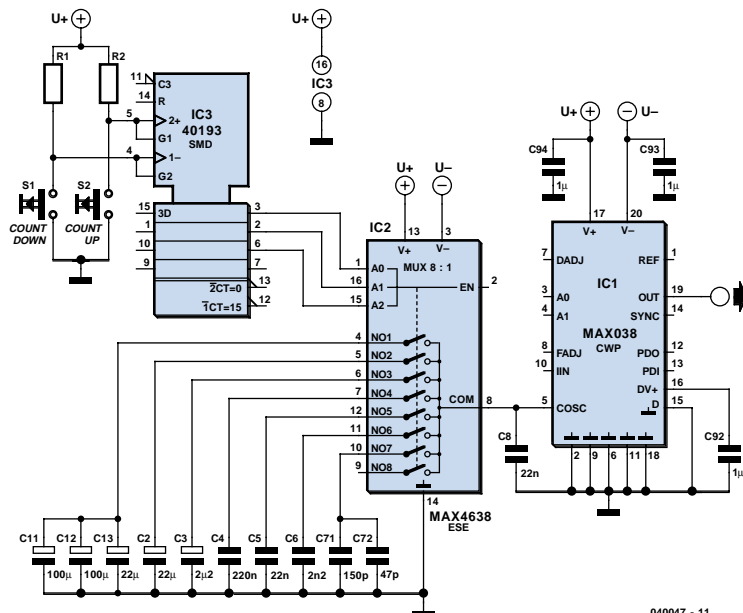 U+
R1
R2
11
C3
14
R
IC3
40193
SMD
5
2+
G1
4
1–
G2
S1
COUNT
DOWN
S2
COUNT
UP
15
3D
3
1
2
10
6
9
7
2CT=0
13
1CT=15
12
U+
16
IC3
8
U+
U–
IC2
13
3
V+
V–
MUX 8 : 1
1
A0
16
A1
15
A2
EN
2
4
NO1
5
NO2
6
NO3
7
NO4
12
NO5
11
NO6
10
NO7
9
NO8
COM
8
14
MAX4638
ESE
C11
100µ
C12
100µ
C13
22µ
C2
22µ
C3
2µ2
C4
220n
C5
22n
C6
2n2
C71
150p
C72
47p
U+
U–
C94
1µ
C93
1µ
17
20
V+
V–
7
DADJ
REF
1
IC1
3
A0
OUT
19
4
A1
SYNC
14
MAX038
CWP
8
FADJ
PDO
12
10
IIN
PDI
13
DV+
16
5
COSC
D
15
2
9
6
11
18
C8
22n
C92
1µ
040047 - 11